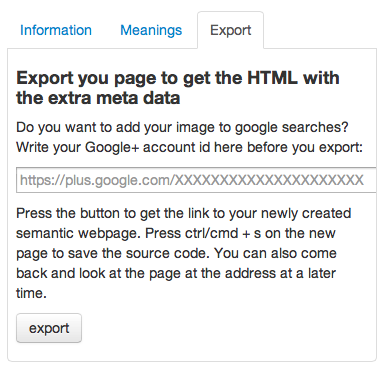 Information Meanings Export
Export you page to get the HTML with
the extra meta data
Do you want to add your image to google searches?
Write your Google+ account id here before you export:
https://plus.google.com/XXXXXXXXXXXXXXXXXXXXX
Press the button to get the link to your newly created
semantic webpage. Press ctrl/cmd + s on the new
page to save the source code. You can also come
back and look at the page at the address at a later
time.
export